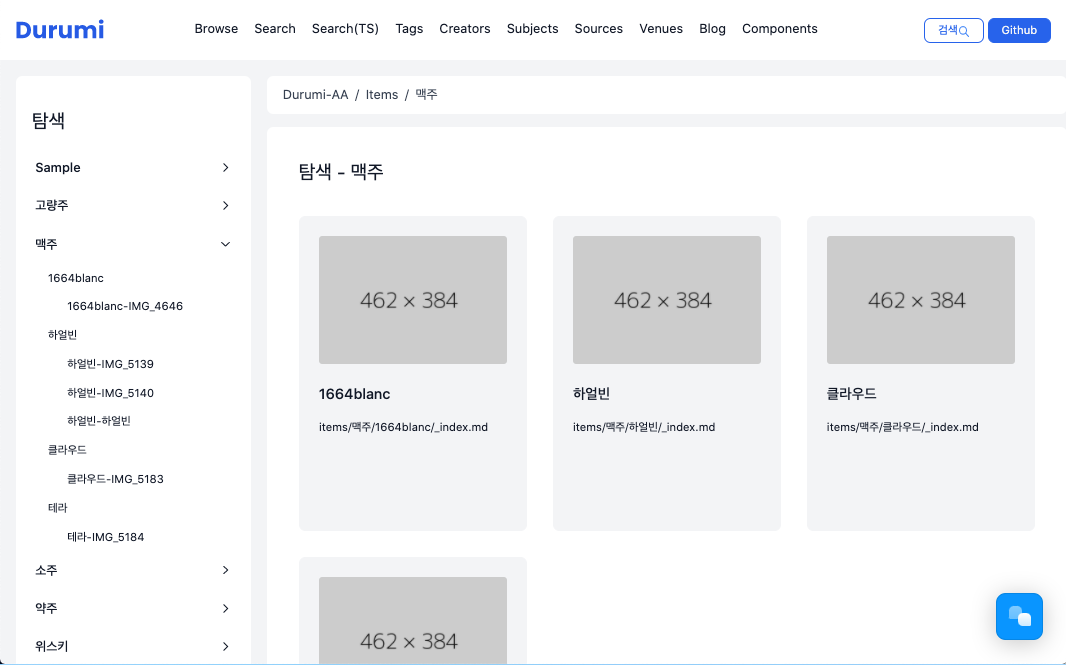 Durumi
Browse Search Search(TS) Tags Creators Subjects Sources Venues Blog Components
검색 Github
탐색
Sample
고량주
맥주
1664blanc
1664blanc-IMG_4646
하얼빈
하얼빈-IMG_5139
하얼빈-IMG_5140
하얼빈-하얼빈
클라우드
클라우드-IMG_5183
테라
테라-IMG_5184
소주
약주
위스키
Durumi-AA / Items / 맥주
탐색 - 맥주
462 × 384
1664blanc
items/맥주/1664blanc/_index.md
462 × 384
하얼빈
items/맥주/하얼빈/_index.md
462 × 384
클라우드
items/맥주/클라우드/_index.md
462 × 384